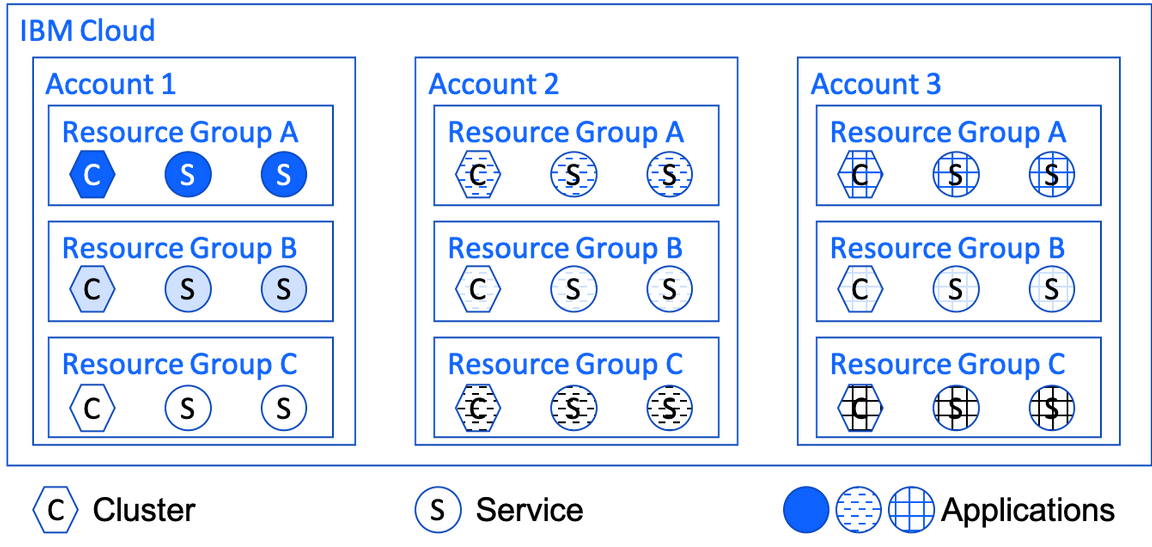 IBM Cloud
Account 1
Resource Group A
C S S
Resource Group B
C S S
Resource Group C
C S S
Account 2
Resource Group A
C S S
Resource Group B
C S S
Resource Group C
C S S
Account 3
Resource Group A
C S S
Resource Group B
C S S
Resource Group C
C S S
C Cluster
S Service
Applications